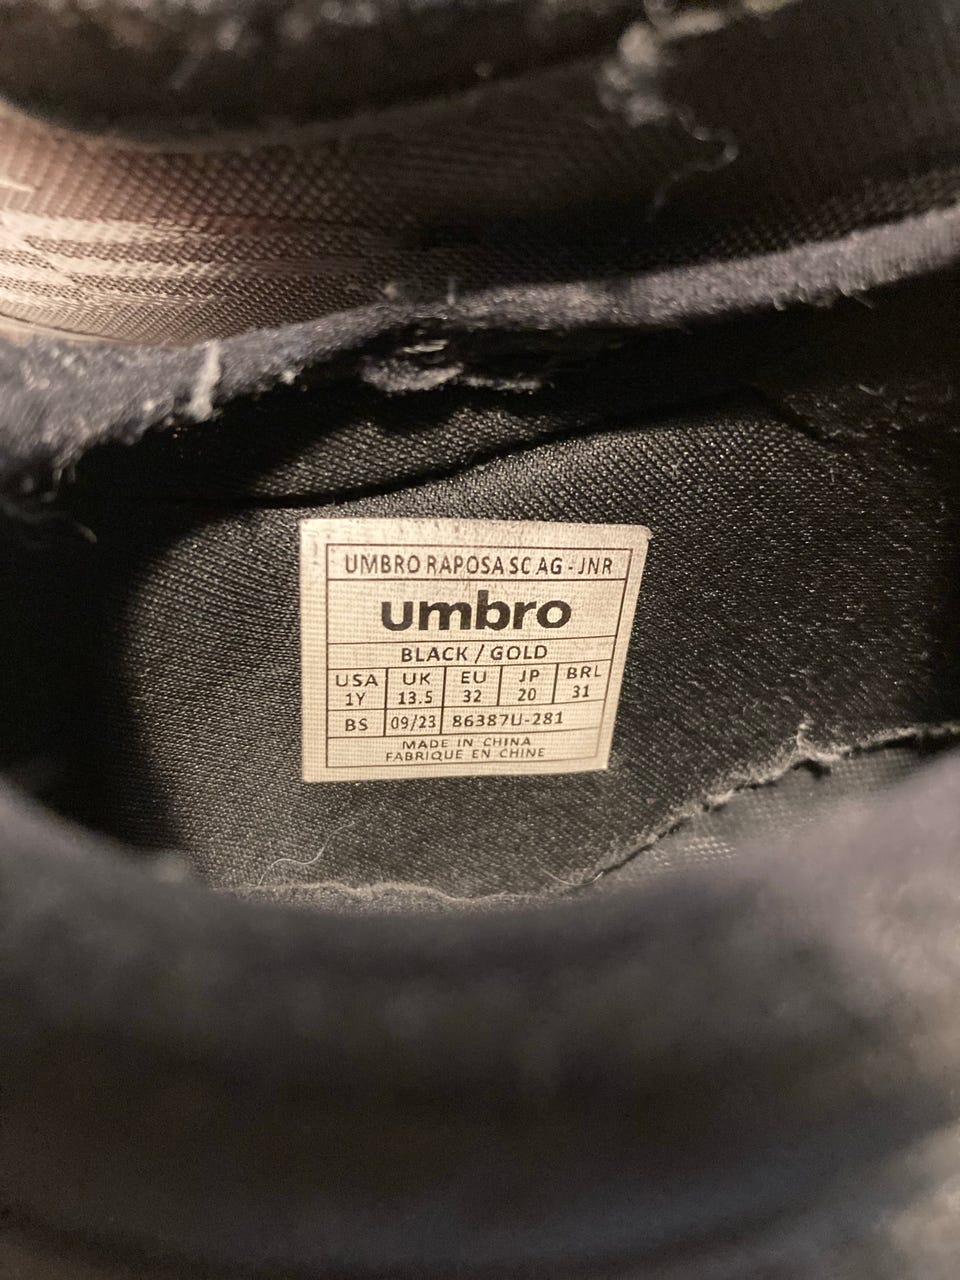 UMBRO RAPOSA SC AG - JNR
umbro
BLACK / GOLD
USA UK EU JP BRL
1Y 13.5 32 20 31
BS 09/23 86387U-281
MADE IN CHINA
FABRIQUE EN CHINE